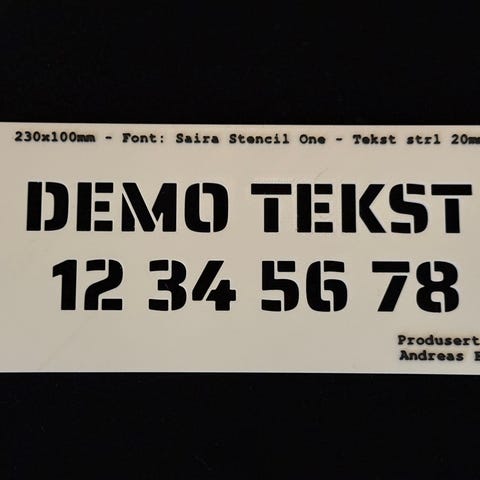 230x100mm - Font: Saira Stencil One - Tekst strl 20mm
DEMO TEKST
12 34 56 78
Produsert
Andreas